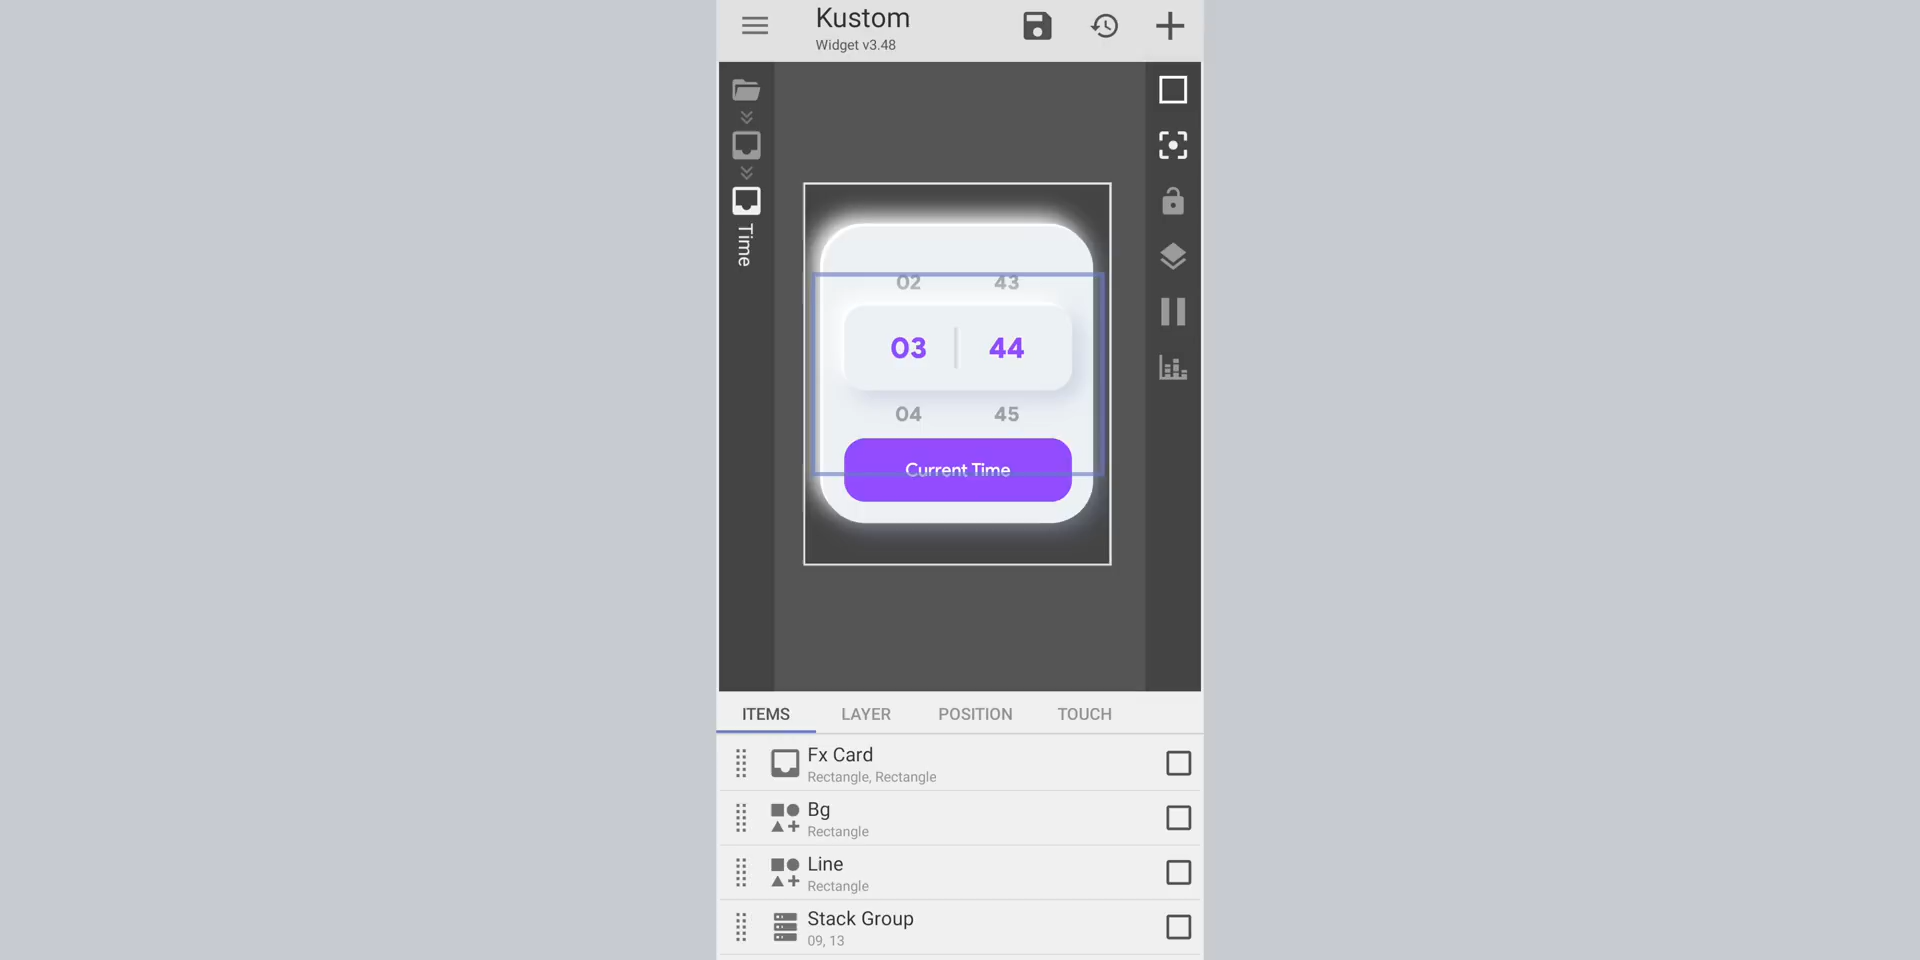 Kustom
Widget v3.48
Time
02 43
03 44
04 45
Current Time
ITEMS LAYER POSITION TOUCH
Fx Card
Rectangle, Rectangle
Bg
Rectangle
Line
Rectangle
Stack Group
09, 13